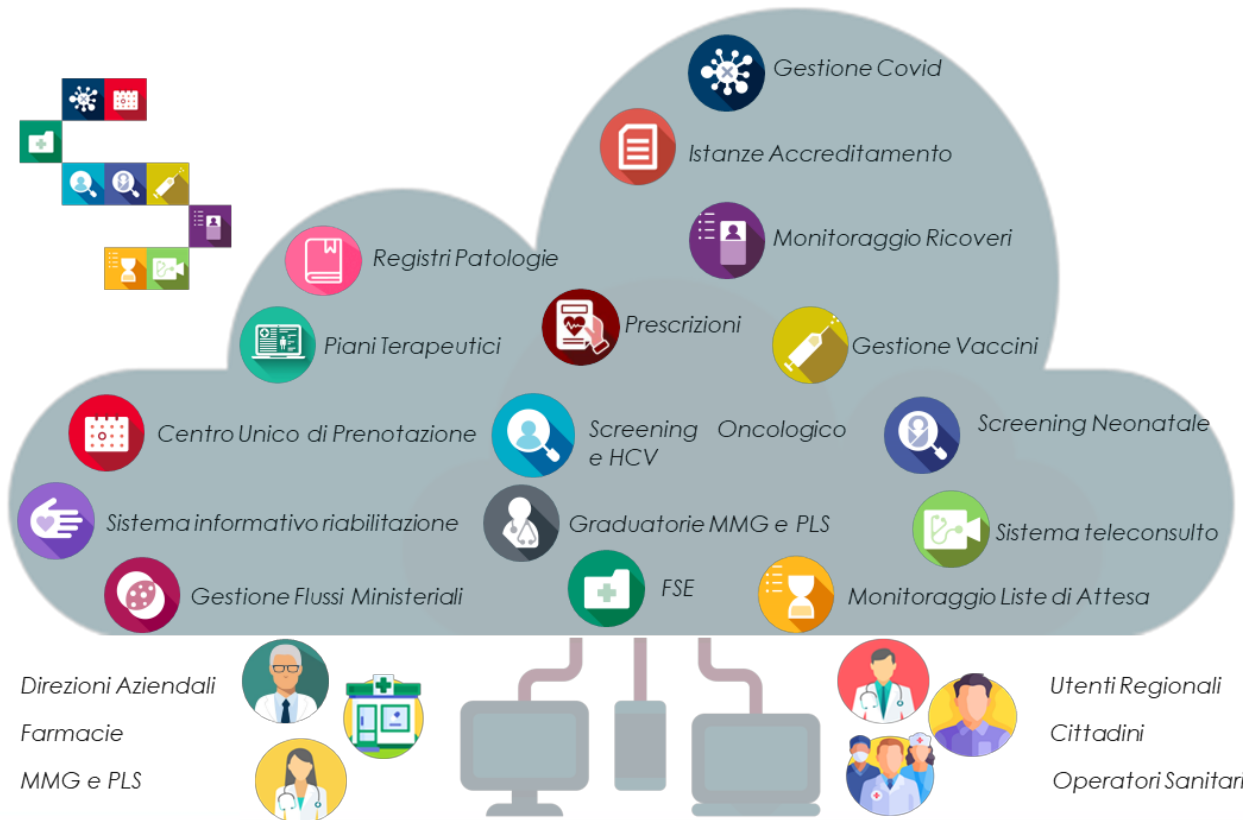 Gestione Covid
Istanze Accreditamento
Monitoraggio Ricoveri
Registri Patologie
Prescrizioni
Piani Terapeutici
Gestione Vaccini
Centro Unico di Prenotazione
Screening Oncologico
e HCV
Screening Neonatale
Sistema informativo riabilitazione
Graduatorie MMG e PLS
Sistema teleconsulto
Gestione Flussi Ministeriali
FSE
Monitoraggio Liste di Attesa
Direzioni Aziendali
Farmacie
MMG e PLS
Utenti Regionali
Cittadini
Operatori Sanitari